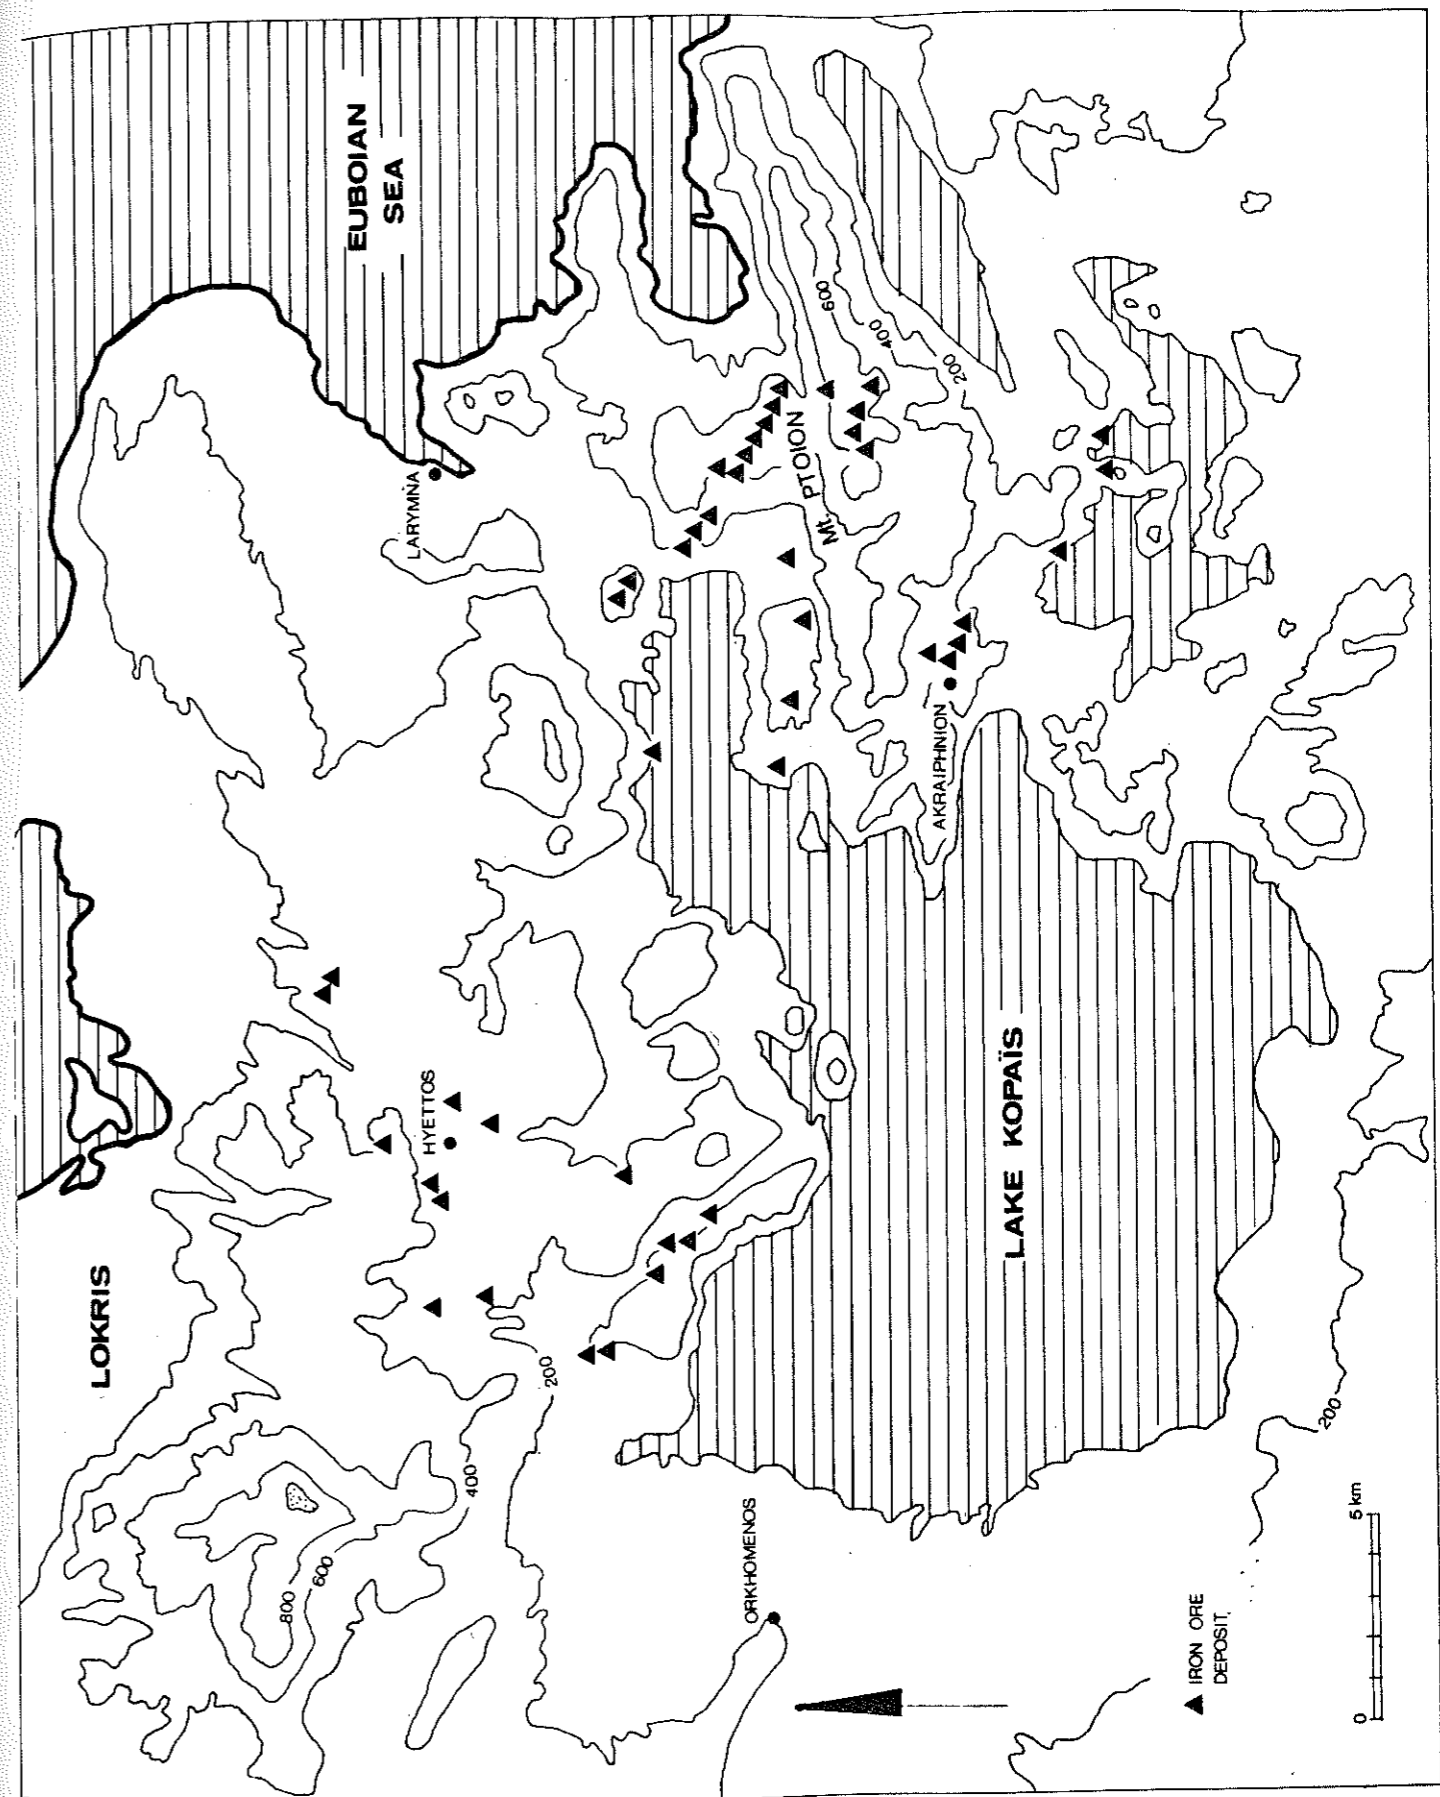 EUBOIAN
SEA
LOKRIS
LARYMNA
HYETTOS
Mt. PTOION
600
400
200
AKRAIPHNION
LAKE KOPAÏS
200
400
600
800
ORKHOMENOS
200
IRON ORE
DEPOSIT
0
5 km